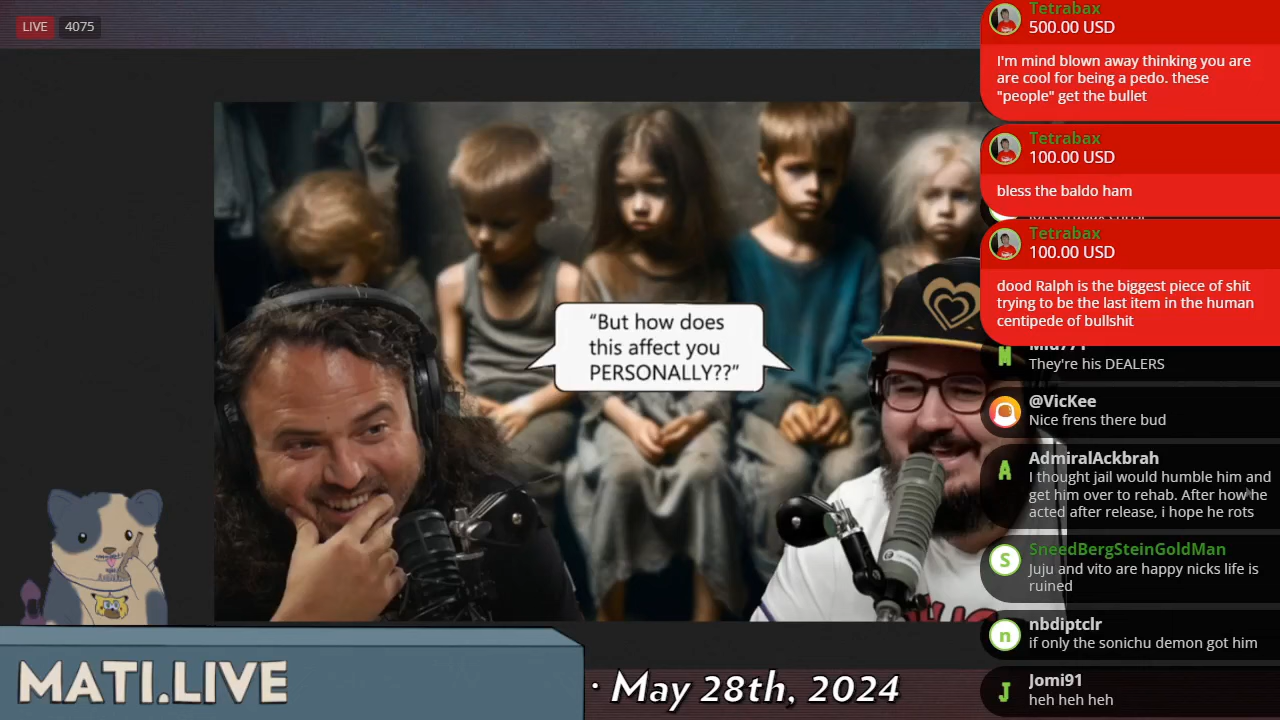 LIVE 4075
Tetrabax
500.00 USD
I'm mind blown away thinking you are
are cool for being a pedo. these
"people" get the bullet
Tetrabax
100.00 USD
bless the baldo ham
Tetrabax
100.00 USD
dood Ralph is the biggest piece of shit
trying to be the last item in the human
centipede of bullshit
They're his DEALERS
@VicKee
Nice frens there bud
AdmiralAckbrah
I thought jail would humble him and
get him over to rehab. After how he
acted after release, i hope he rots
SneedBergSteinGoldMan
Juju and vito are happy nicks life is
ruined
nbdiptclr
if only the sonichu demon got him
Jomi91
heh heh heh
“But how does
this affect you
PERSONALLY??”
MATI.LIVE
· May 28th, 2024